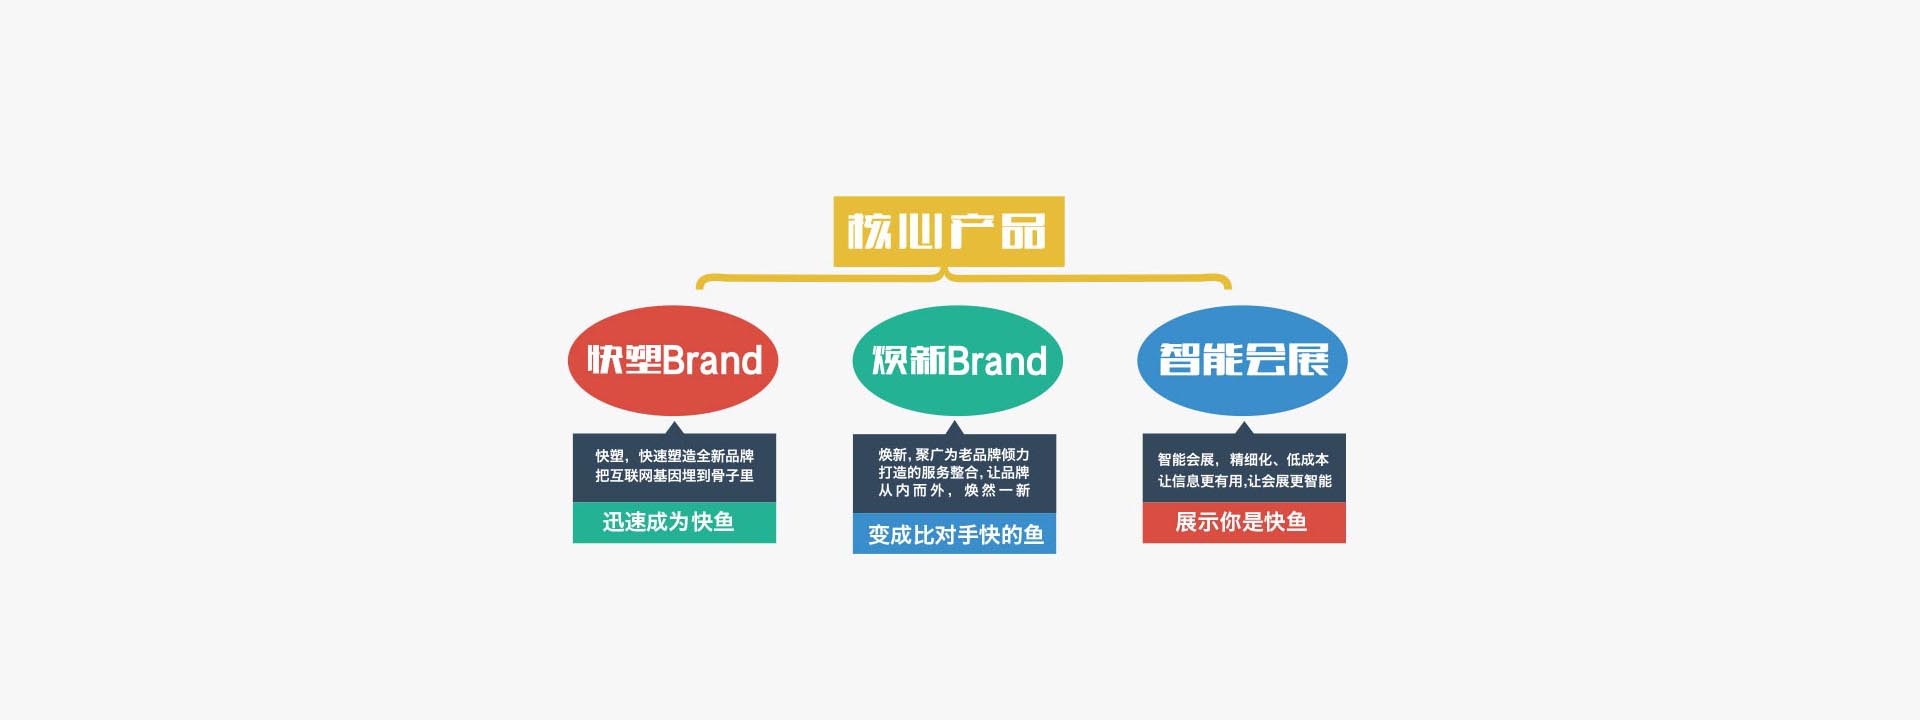 核心产品
快塑Brand
焕新Brand
智能会展
快塑，快速塑造全新品牌
把互联网基因埋到骨子里
迅速成为快鱼
焕新,聚广为老品牌倾力
打造的服务整合,让品牌
从内而外，焕然一新
变成比对手快的鱼
智能会展，精细化、低成本
让信息更有用,让会展更智能
展示你是快鱼